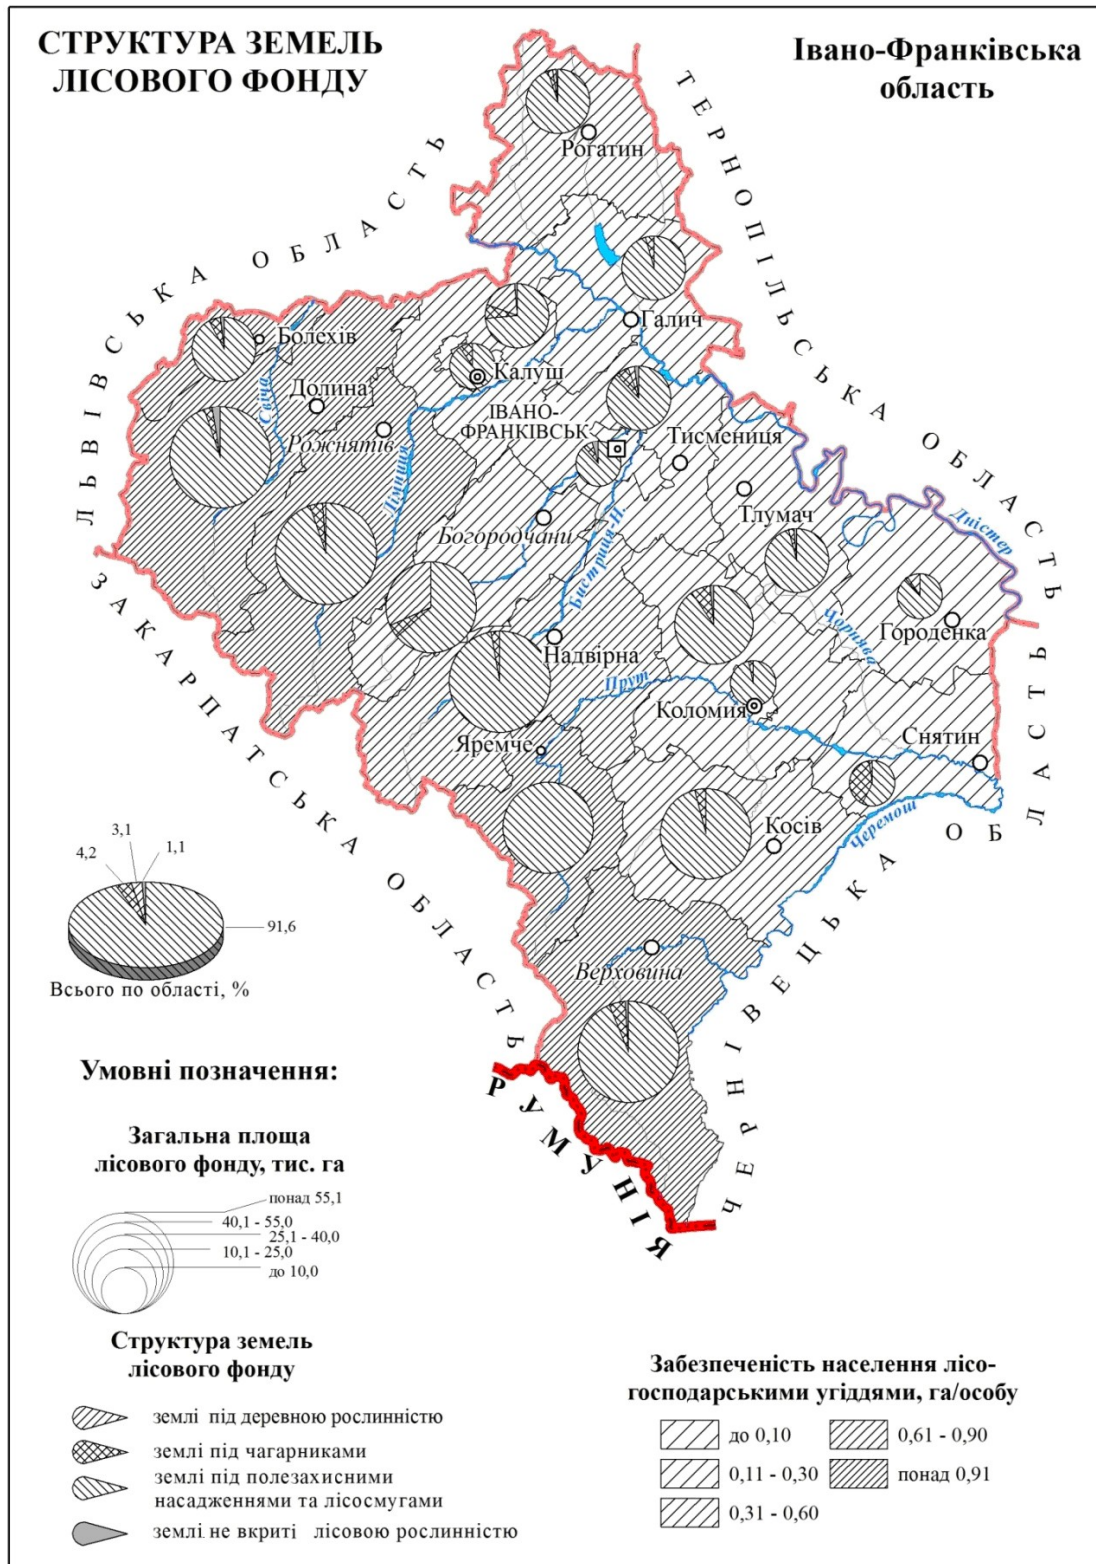 СТРУКТУРА ЗЕМЕЛЬ
ЛІСОВОГО ФОНДУ
Івано-Франківська
область
ЛЬВІВСЬКА ОБЛАСТЬ
ТЕРНОПІЛЬСЬКА ОБЛАСТЬ
ЗАКАРПАТСЬКА ОБЛАСТЬ
ЧЕРНІВЕЦЬКА ОБЛАСТЬ
РУМУНІЯ
Рогатин
Галич
Болехів
Калуш
Долина
Свіча
Рожнятів
ІВАНО-
ФРАНКІВСЬК
Тисмениця
Лімниця
Тлумач
Дністер
Богородчани
Бистриця-Н.
Городенка
Чорнява
Надвірна
Прут
Коломия
Снятин
Яремче
Косів
Черемош
Верховина
3,1
4,2
1,1
91,6
Всього по області, %
Умовні позначення:
Загальна площа
лісового фонду, тис. га
понад 55,1
40,1 - 55,0
25,1 - 40,0
10,1 - 25,0
до 10,0
Структура земель
лісового фонду
землі під деревною рослинністю
землі під чагарниками
землі під полезахисними
насадженнями та лісосмугами
землі не вкриті лісовою рослинністю
Забезпеченість населення лісо-
господарськими угіддями, га/особу
до 0,10
0,11 - 0,30
0,31 - 0,60
0,61 - 0,90
понад 0,91